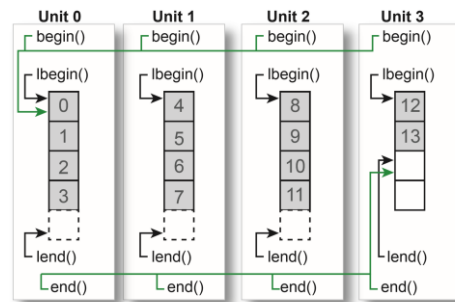 Unit 0 Unit 1 Unit 2 Unit 3
begin() begin() begin() begin()
lbegin() lbegin() lbegin() lbegin()
0 4 8 12
1 5 9 13
2 6 10
3 7 11
lend() lend() lend() lend()
end() end() end() end()